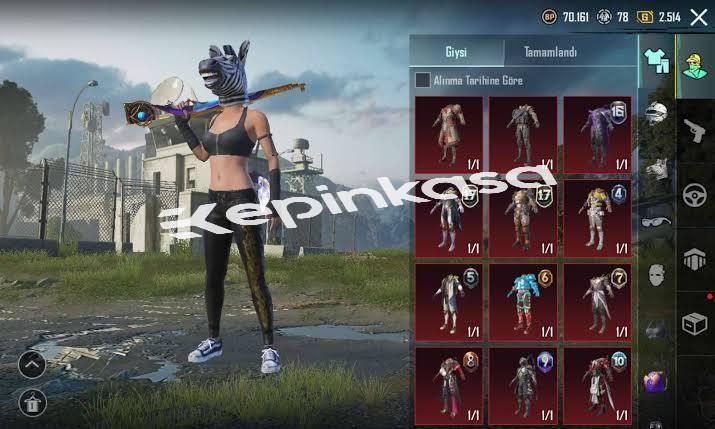 BP 70.161 78 G 2.514
Giysi Tamamlandı
Alınma Tarihine Göre
1/1 1/1 16 1/1
epinkasa
17 1/1 17 1/1 4 1/1
5 1/1 6 1/1 7 1/1
8 1/1 9 1/1 10 1/1